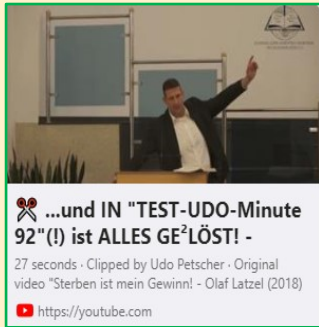 ✂ ...und IN "TEST-UDO-Minute
92"(!) ist ALLES GE²LÖST! -
27 seconds · Clipped by Udo Petscher · Original
video "Sterben ist mein Gewinn! - Olaf Latzel (2018)
https://youtube.com